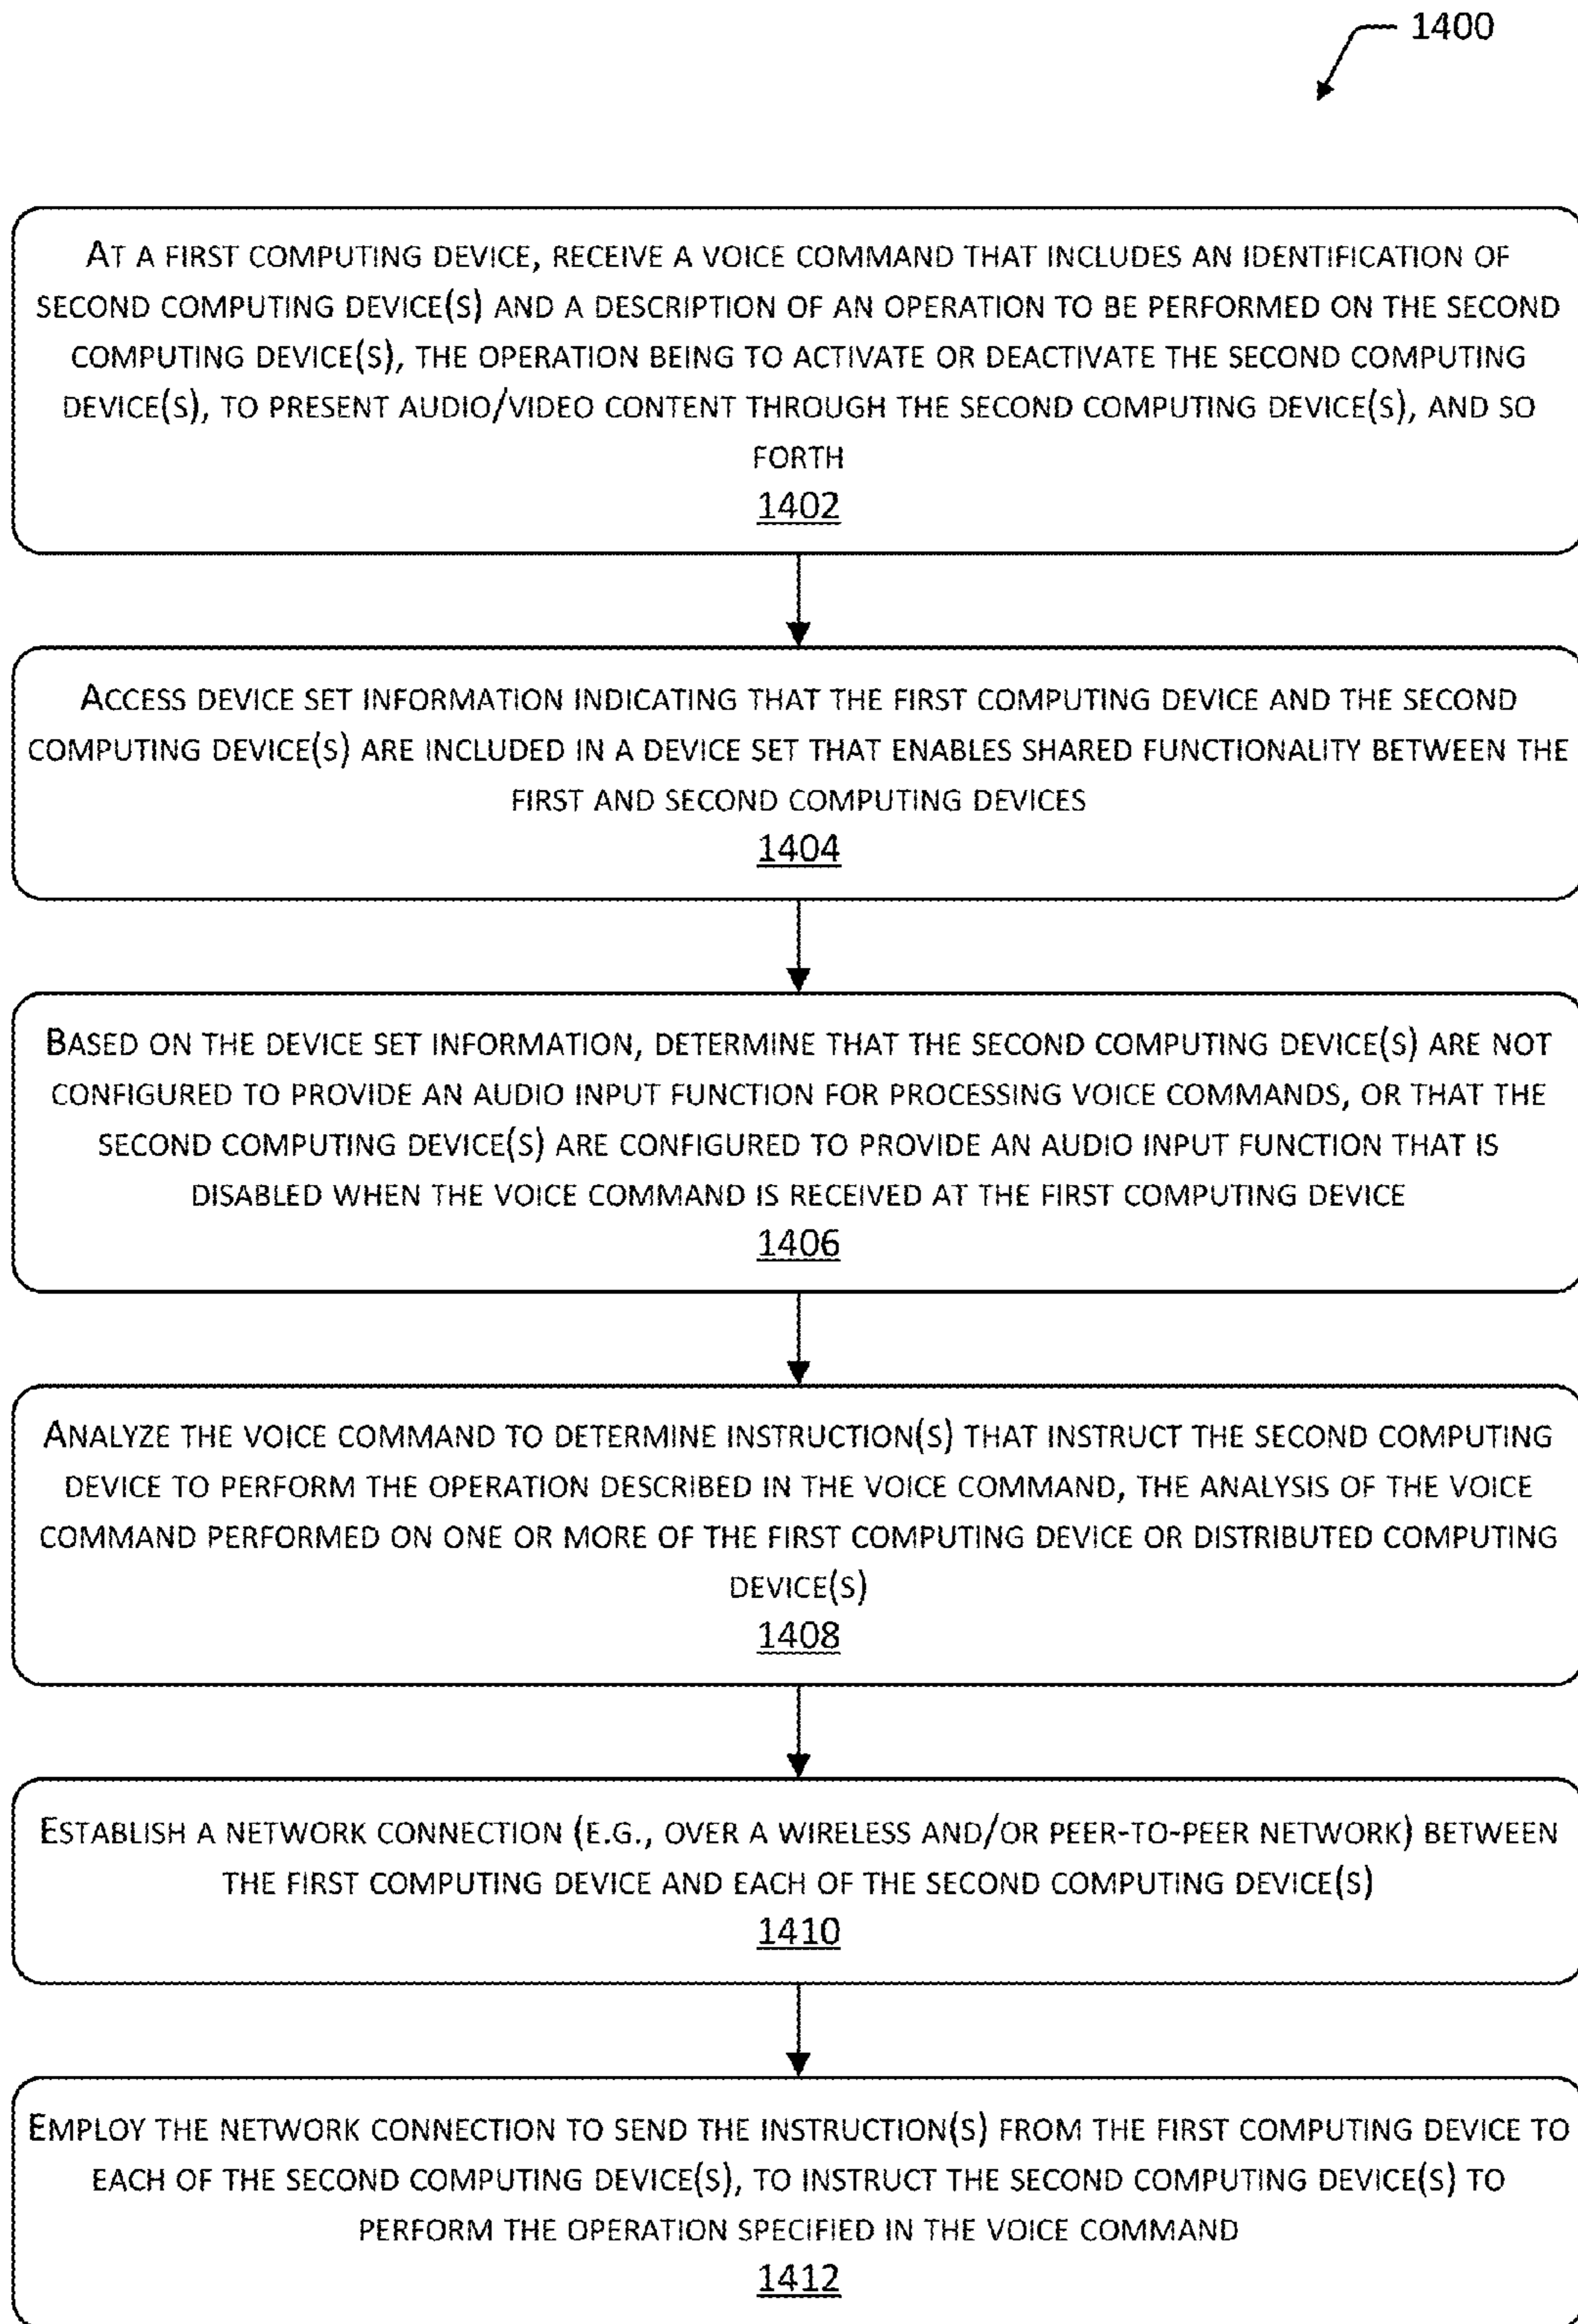 1400
AT A FIRST COMPUTING DEVICE, RECEIVE A VOICE COMMAND THAT INCLUDES AN IDENTIFICATION OF
SECOND COMPUTING DEVICE(S) AND A DESCRIPTION OF AN OPERATION TO BE PERFORMED ON THE SECOND
COMPUTING DEVICE(S), THE OPERATION BEING TO ACTIVATE OR DEACTIVATE THE SECOND COMPUTING
DEVICE(S), TO PRESENT AUDIO/VIDEO CONTENT THROUGH THE SECOND COMPUTING DEVICE(S), AND SO
FORTH
1402
ACCESS DEVICE SET INFORMATION INDICATING THAT THE FIRST COMPUTING DEVICE AND THE SECOND
COMPUTING DEVICE(S) ARE INCLUDED IN A DEVICE SET THAT ENABLES SHARED FUNCTIONALITY BETWEEN THE
FIRST AND SECOND COMPUTING DEVICES
1404
BASED ON THE DEVICE SET INFORMATION, DETERMINE THAT THE SECOND COMPUTING DEVICE(S) ARE NOT
CONFIGURED TO PROVIDE AN AUDIO INPUT FUNCTION FOR PROCESSING VOICE COMMANDS, OR THAT THE
SECOND COMPUTING DEVICE(S) ARE CONFIGURED TO PROVIDE AN AUDIO INPUT FUNCTION THAT IS
DISABLED WHEN THE VOICE COMMAND IS RECEIVED AT THE FIRST COMPUTING DEVICE
1406
ANALYZE THE VOICE COMMAND TO DETERMINE INSTRUCTION(S) THAT INSTRUCT THE SECOND COMPUTING
DEVICE TO PERFORM THE OPERATION DESCRIBED IN THE VOICE COMMAND, THE ANALYSIS OF THE VOICE
COMMAND PERFORMED ON ONE OR MORE OF THE FIRST COMPUTING DEVICE OR DISTRIBUTED COMPUTING
DEVICE(S)
1408
ESTABLISH A NETWORK CONNECTION (E.G., OVER A WIRELESS AND/OR PEER-TO-PEER NETWORK) BETWEEN
THE FIRST COMPUTING DEVICE AND EACH OF THE SECOND COMPUTING DEVICE(S)
1410
EMPLOY THE NETWORK CONNECTION TO SEND THE INSTRUCTION(S) FROM THE FIRST COMPUTING DEVICE TO
EACH OF THE SECOND COMPUTING DEVICE(S), TO INSTRUCT THE SECOND COMPUTING DEVICE(S) TO
PERFORM THE OPERATION SPECIFIED IN THE VOICE COMMAND
1412